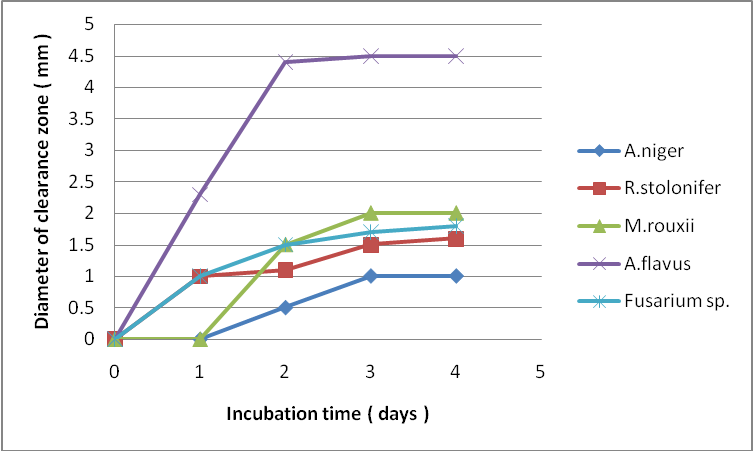 Diameter of clearance zone ( mm )
5
4.5
4
3.5
3
2.5
2
1.5
1
0.5
0
0 1 2 3 4 5
Incubation time ( days )
A.niger
R.stolonifer
M.rouxii
A.flavus
Fusarium sp.